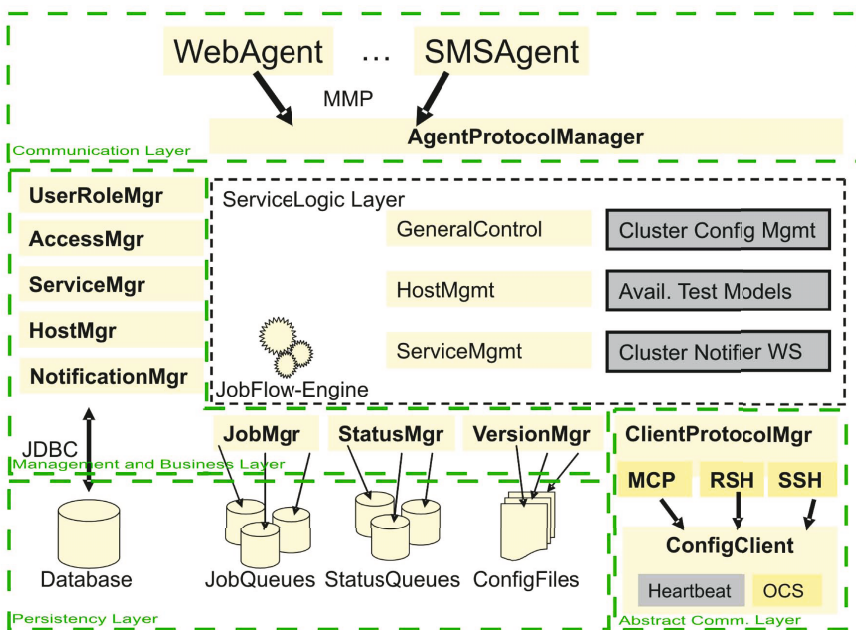 WebAgent ... SMSAgent
MMP
AgentProtocolManager
Communication Layer
UserRoleMgr
AccessMgr
ServiceMgr
HostMgr
NotificationMgr
JDBC
Management and Business Layer
ServiceLogic Layer
GeneralControl
Cluster Config Mgmt
HostMgmt
Avail. Test Models
ServiceMgmt
Cluster Notifier WS
JobFlow-Engine
JobMgr
StatusMgr
VersionMgr
Database
JobQueues
StatusQueues
ConfigFiles
Persistency Layer
ClientProtocolMgr
MCP
RSH
SSH
ConfigClient
Heartbeat
OCS
Abstract Comm. Layer